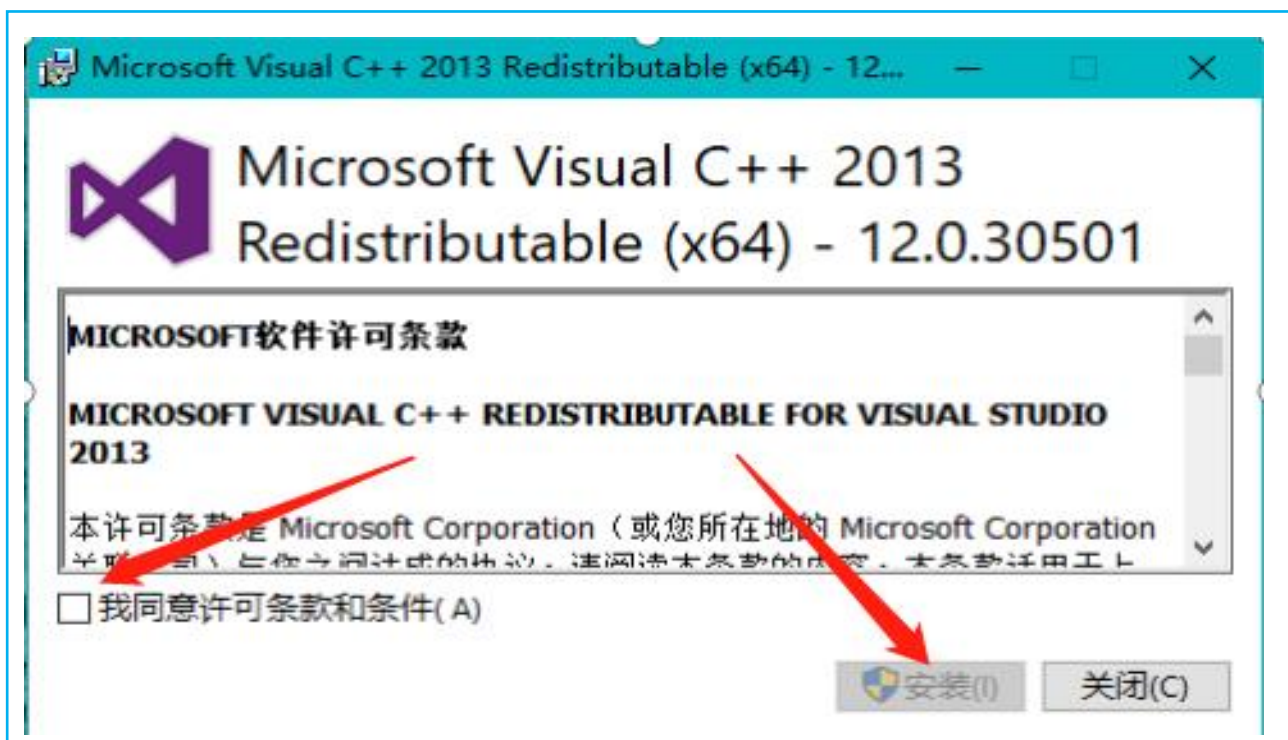 Microsoft Visual C++ 2013 Redistributable (x64) - 12...
Microsoft Visual C++ 2013
Redistributable (x64) - 12.0.30501
MICROSOFT软件许可条款
MICROSOFT VISUAL C++ REDISTRIBUTABLE FOR VISUAL STUDIO
2013
本许可条款是 Microsoft Corporation（或您所在地的 Microsoft Corporation
我同意许可条款和条件(A)
安装(I)
关闭(C)